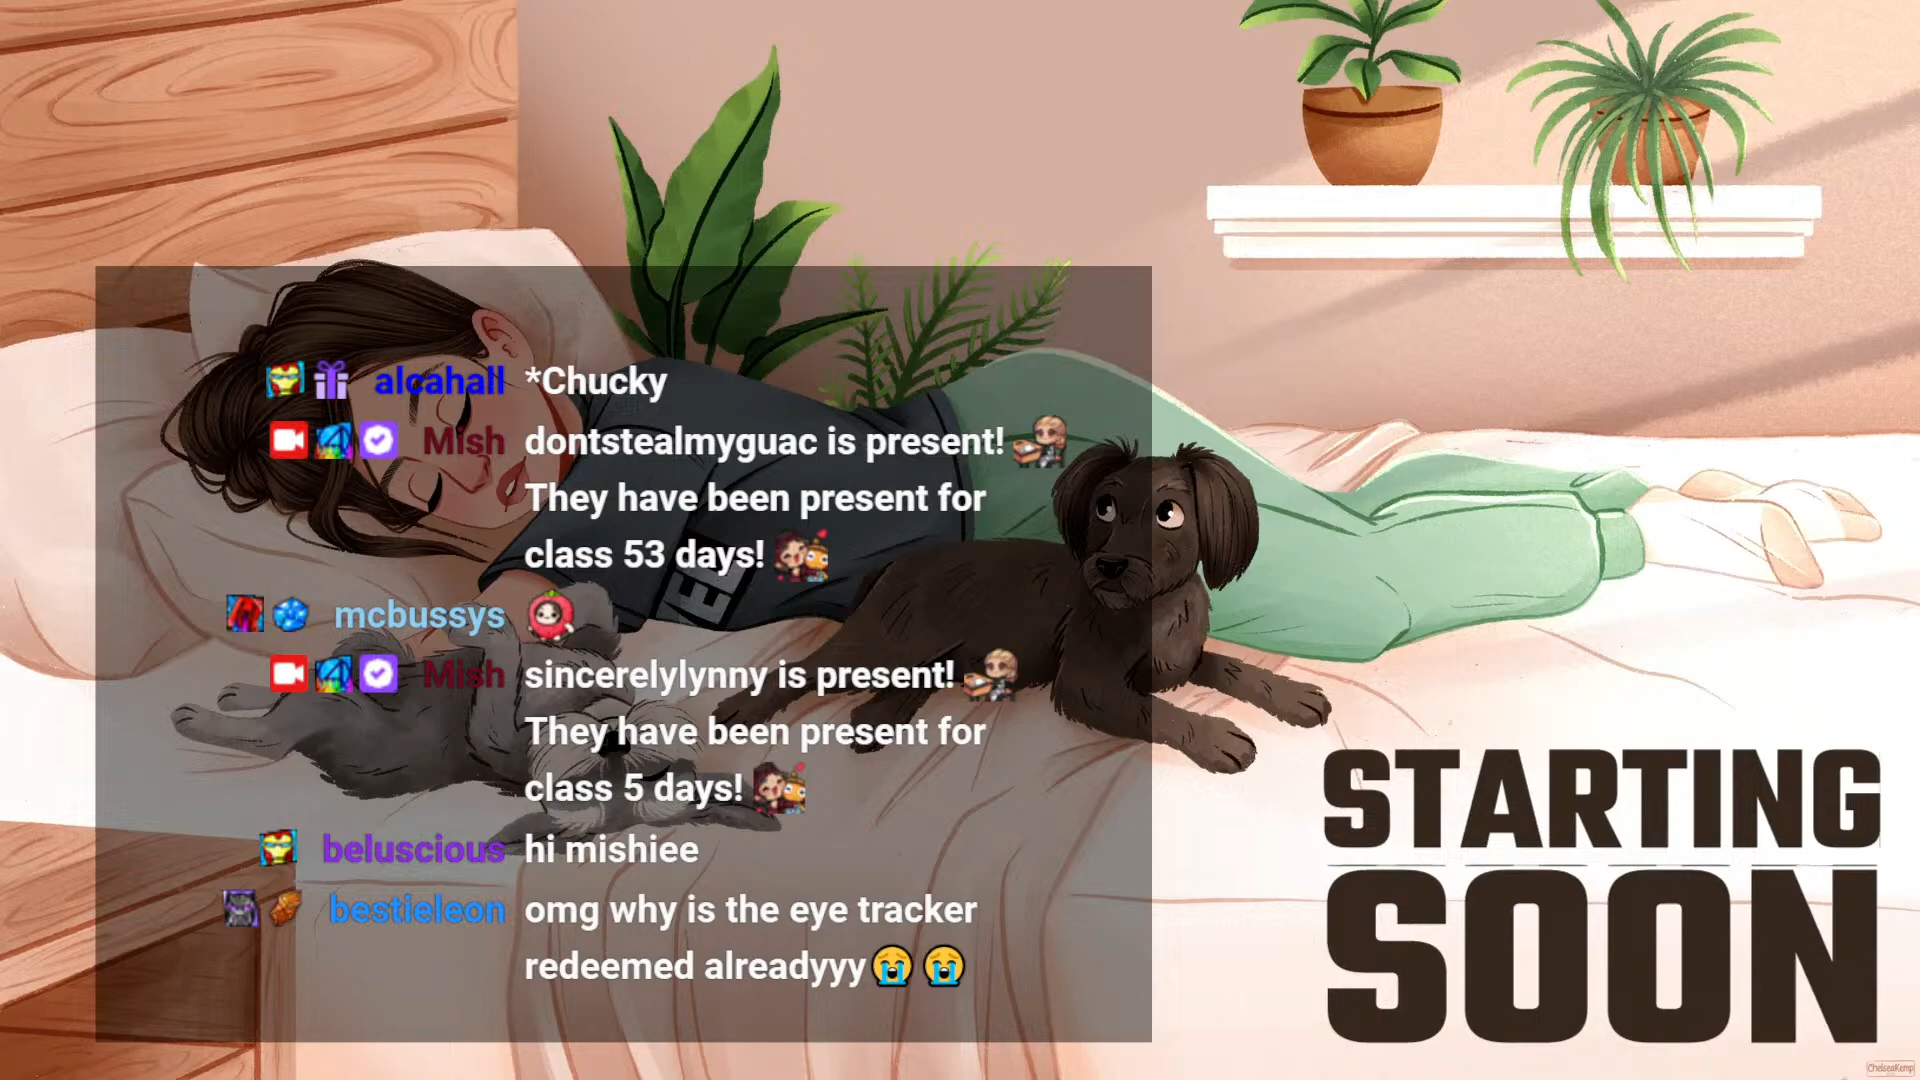 alcahall *Chucky
Mish dontstealmyguac is present!
They have been present for
class 53 days!
mcbussys
Mish sincerelylynny is present!
They have been present for
class 5 days!
beluscious hi mishiee
bestieleon omg why is the eye tracker
redeemed alreadyyy😭😭
STARTING
SOON
ChelseaKemp